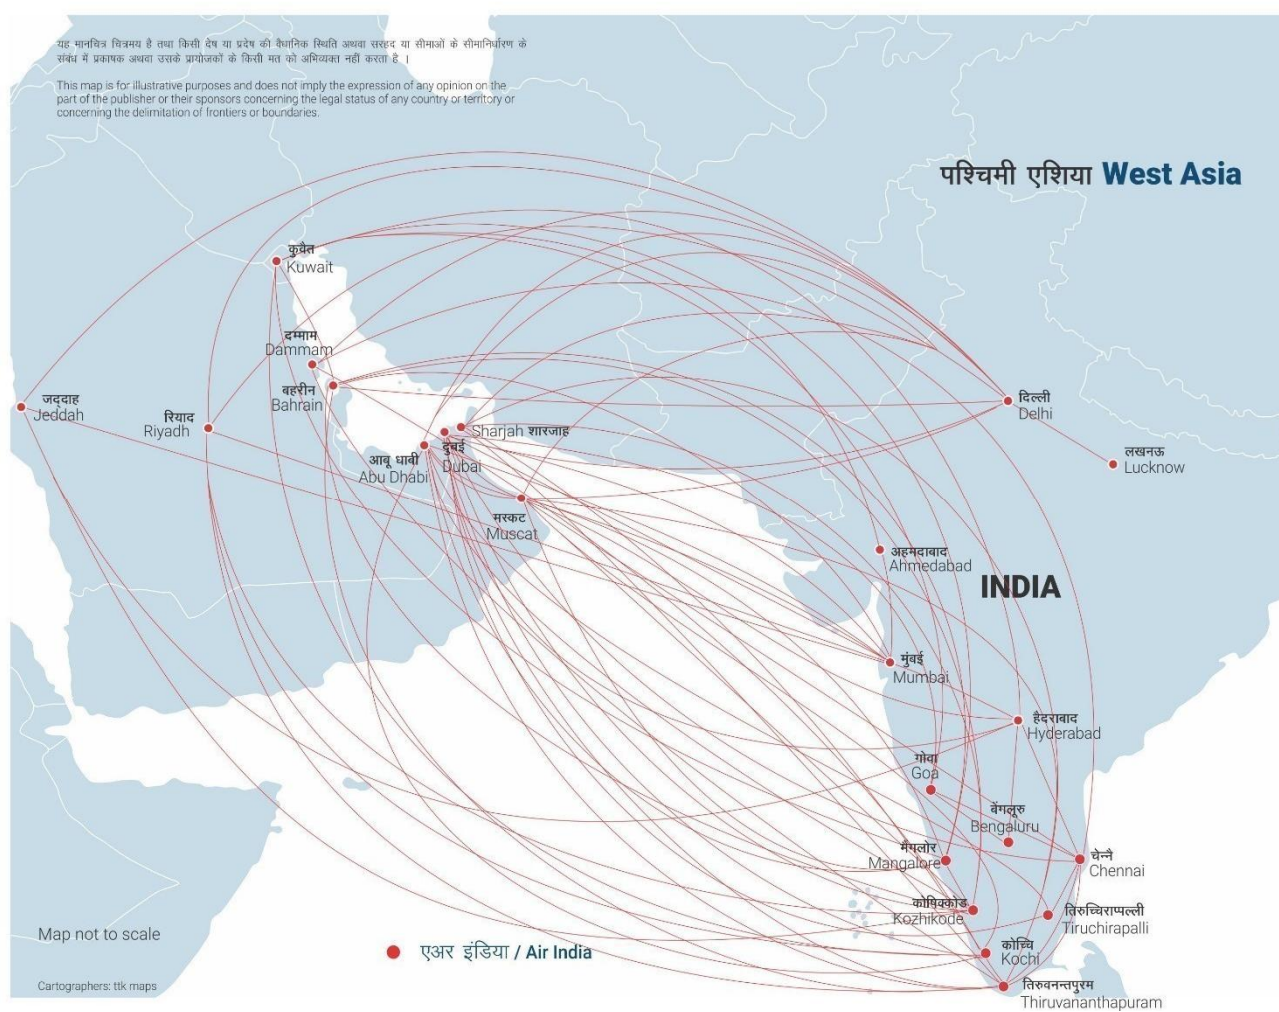 यह मानचित्र चित्रमय है तथा किसी देष या प्रदेष की वैधानिक स्थिति अथवा सरहद या सीमाओं के सीमानिर्धारण के
संबंध में प्रकाषक अथवा उसके प्रायोजकों के किसी मत को अभिव्यक्त नहीं करता है ।
This map is for illustrative purposes and does not imply the expression of any opinion on the
part of the publisher or their sponsors concerning the legal status of any country or territory or
concerning the delimitation of frontiers or boundaries.
पश्चिमी एशिया West Asia
कुवैत
Kuwait
दम्माम
Dammam
बहरीन
Bahrain
जद्दाह
Jeddah
रियाद
Riyadh
Sharjah शारजाह
दुबई
Dubai
आबू धाबी
Abu Dhabi
मस्कट
Muscat
दिल्ली
Delhi
लखनऊ
Lucknow
अहमदाबाद
Ahmedabad
INDIA
मुंबई
Mumbai
हैदराबाद
Hyderabad
गोवा
Goa
बेंगलूरु
Bengaluru
मैंगलोर
Mangalore
चेन्नै
Chennai
कोषिक्कोड
Kozhikode
तिरुच्चिराप्पल्ली
Tiruchirapalli
कोच्चि
Kochi
तिरुवनन्तपुरम
Thiruvananthapuram
Map not to scale
एअर इंडिया / Air India
Cartographers: ttk maps